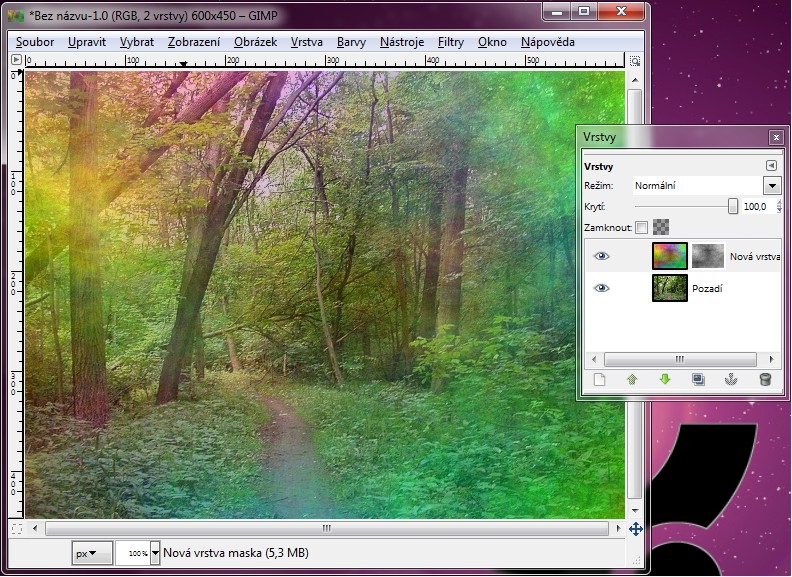 *Bez názvu-1.0 (RGB, 2 vrstvy) 600x450 – GIMP
Soubor Upravit Vybrat Zobrazení Obrázek Vrstva Barvy Nástroje Filtry Okno Nápověda
0 100 200 300 400 500
0
100
200
300
400
Vrstvy
Vrstvy
Režim: Normální
Krytí: 100,0
Zamknout:
Nová vrstva
Pozadí
px 100 % Nová vrstva maska (5,3 MB)